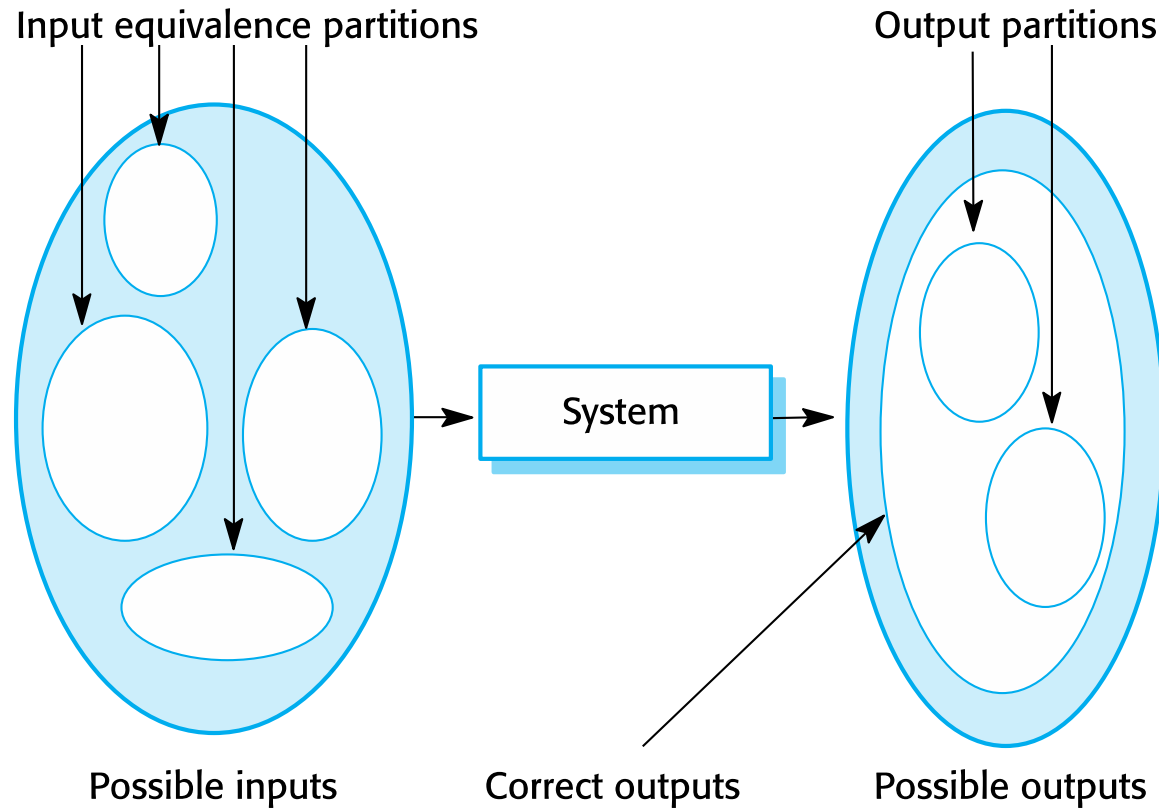 Input equivalence partitions
Output partitions
System
Possible inputs
Correct outputs
Possible outputs